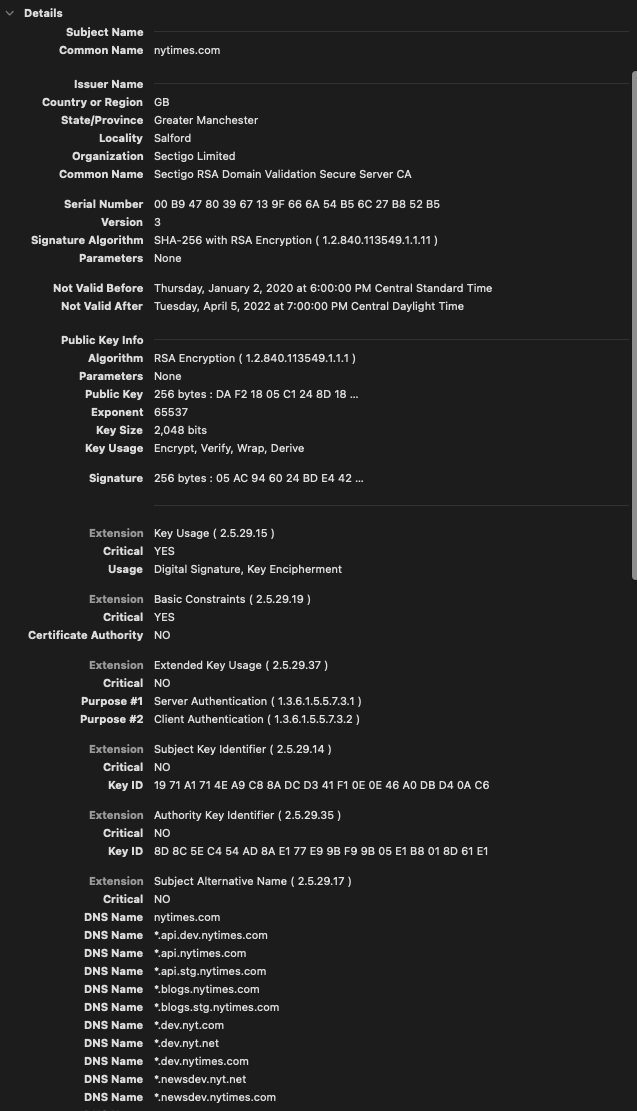 Details
Subject Name
Common Name nytimes.com
Issuer Name
Country or Region GB
State/Province Greater Manchester
Locality Salford
Organization Sectigo Limited
Common Name Sectigo RSA Domain Validation Secure Server CA
Serial Number 00 B9 47 80 39 67 13 9F 66 6A 54 B5 6C 27 B8 52 B5
Version 3
Signature Algorithm SHA-256 with RSA Encryption ( 1.2.840.113549.1.1.11 )
Parameters None
Not Valid Before Thursday, January 2, 2020 at 6:00:00 PM Central Standard Time
Not Valid After Tuesday, April 5, 2022 at 7:00:00 PM Central Daylight Time
Public Key Info
Algorithm RSA Encryption ( 1.2.840.113549.1.1.1 )
Parameters None
Public Key 256 bytes : DA F2 18 05 C1 24 8D 18 ...
Exponent 65537
Key Size 2,048 bits
Key Usage Encrypt, Verify, Wrap, Derive
Signature 256 bytes : 05 AC 94 60 24 BD E4 42 ...
Extension Key Usage ( 2.5.29.15 )
Critical YES
Usage Digital Signature, Key Encipherment
Extension Basic Constraints ( 2.5.29.19 )
Critical YES
Certificate Authority NO
Extension Extended Key Usage ( 2.5.29.37 )
Critical NO
Purpose #1 Server Authentication ( 1.3.6.1.5.5.7.3.1 )
Purpose #2 Client Authentication ( 1.3.6.1.5.5.7.3.2 )
Extension Subject Key Identifier ( 2.5.29.14 )
Critical NO
Key ID 19 71 A1 71 4E A9 C8 8A DC D3 41 F1 0E 0E 46 A0 DB D4 0A C6
Extension Authority Key Identifier ( 2.5.29.35 )
Critical NO
Key ID 8D 8C 5E C4 54 AD 8A E1 77 E9 9B F9 9B 05 E1 B8 01 8D 61 E1
Extension Subject Alternative Name ( 2.5.29.17 )
Critical NO
DNS Name nytimes.com
DNS Name *.api.dev.nytimes.com
DNS Name *.api.nytimes.com
DNS Name *.api.stg.nytimes.com
DNS Name *.blogs.nytimes.com
DNS Name *.blogs.stg.nytimes.com
DNS Name *.dev.nyt.com
DNS Name *.dev.nyt.net
DNS Name *.dev.nytimes.com
DNS Name *.newsdev.nyt.net
DNS Name *.newsdev.nytimes.com